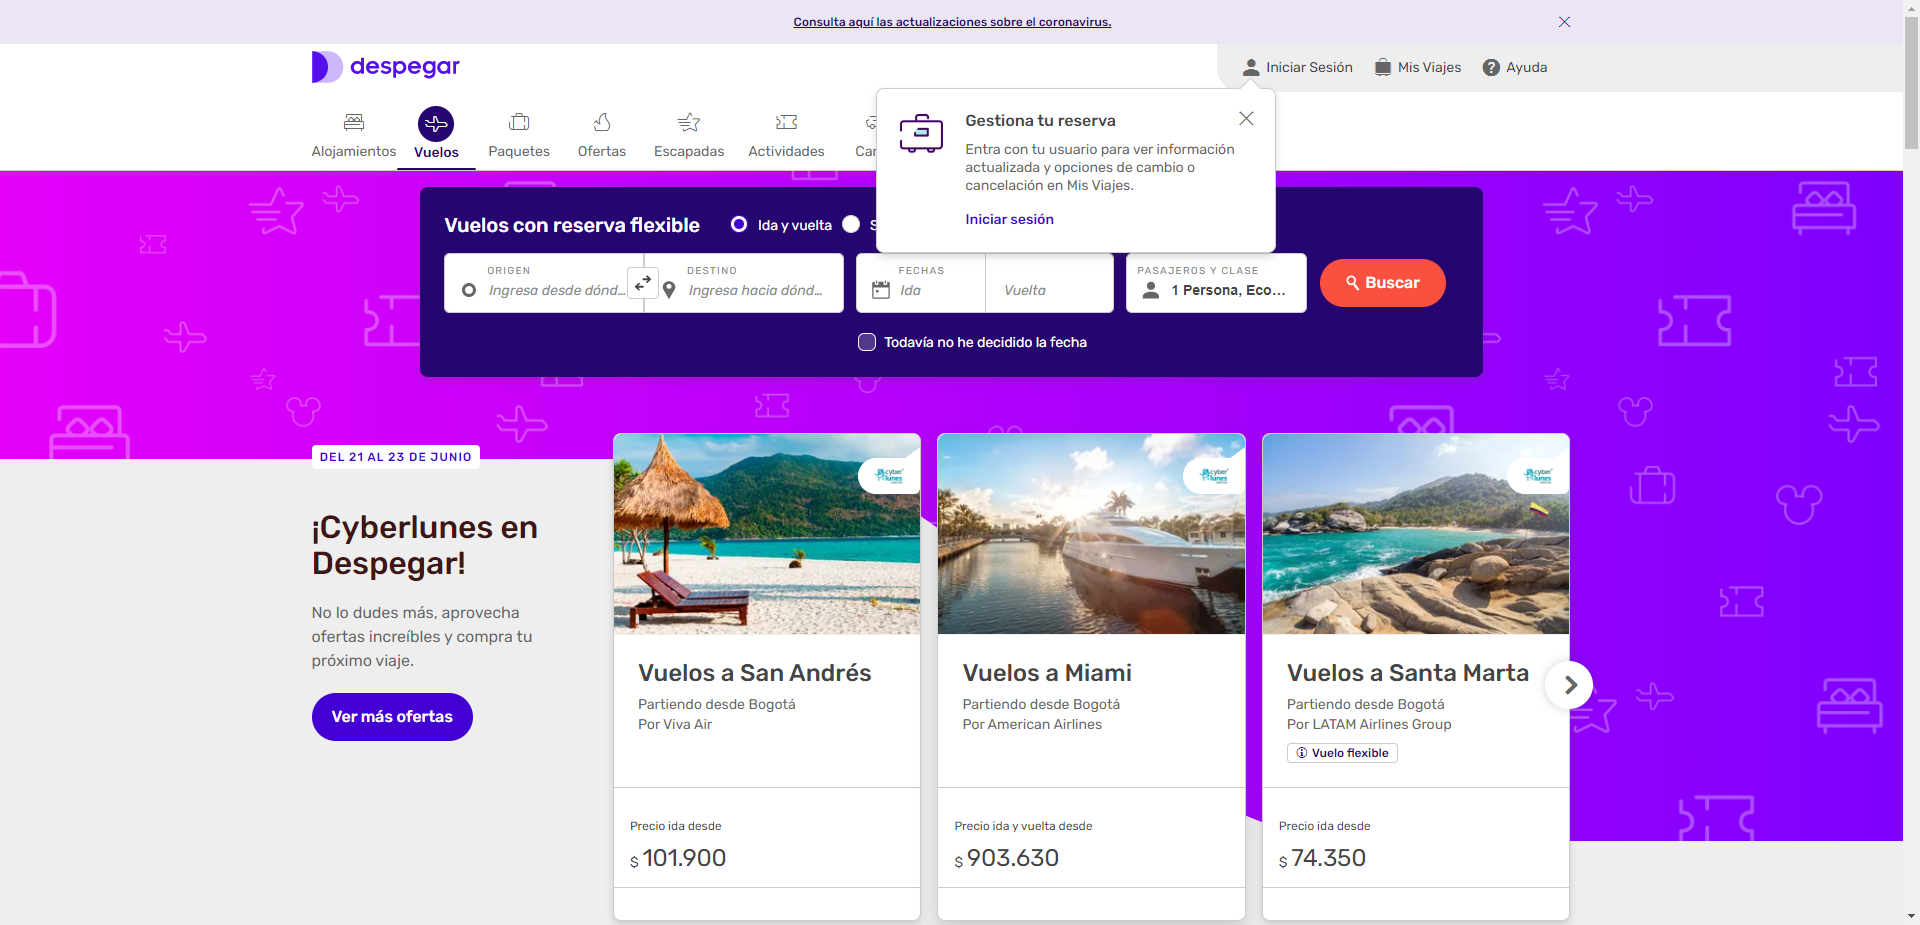 Consulta aquí las actualizaciones sobre el coronavirus.
despegar
Iniciar Sesión
Mis Viajes
Ayuda
Alojamientos
Vuelos
Paquetes
Ofertas
Escapadas
Actividades
Car
Gestiona tu reserva
Entra con tu usuario para ver información
actualizada y opciones de cambio o
cancelación en Mis Viajes.
Iniciar sesión
Vuelos con reserva flexible
Ida y vuelta
S
ORIGEN
Ingresa desde dónd...
DESTINO
Ingresa hacia dónd...
FECHAS
Ida
Vuelta
PASAJEROS Y CLASE
1 Persona, Eco...
Buscar
Todavía no he decidido la fecha
DEL 21 AL 23 DE JUNIO
¡Cyberlunes en
Despegar!
No lo dudes más, aprovecha
ofertas increíbles y compra tu
próximo viaje.
Ver más ofertas
cyber
lunes
Vuelos a San Andrés
Partiendo desde Bogotá
Por Viva Air
Precio ida desde
$ 101.900
cyber
lunes
Vuelos a Miami
Partiendo desde Bogotá
Por American Airlines
Precio ida y vuelta desde
$ 903.630
cyber
lunes
Vuelos a Santa Marta
Partiendo desde Bogotá
Por LATAM Airlines Group
Vuelo flexible
Precio ida desde
$ 74.350